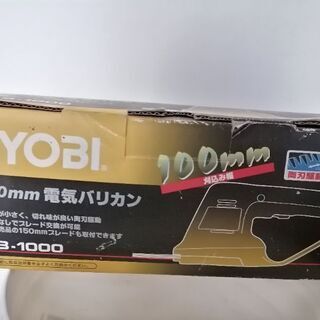 YOBI
100mm
刈込み幅
両刃駆動
0mm 電気バリカン
が小さく、切れ味が良い両刃駆動
なしでブレード交換が可能
売品の150mmブレードも取付できます
B-1000